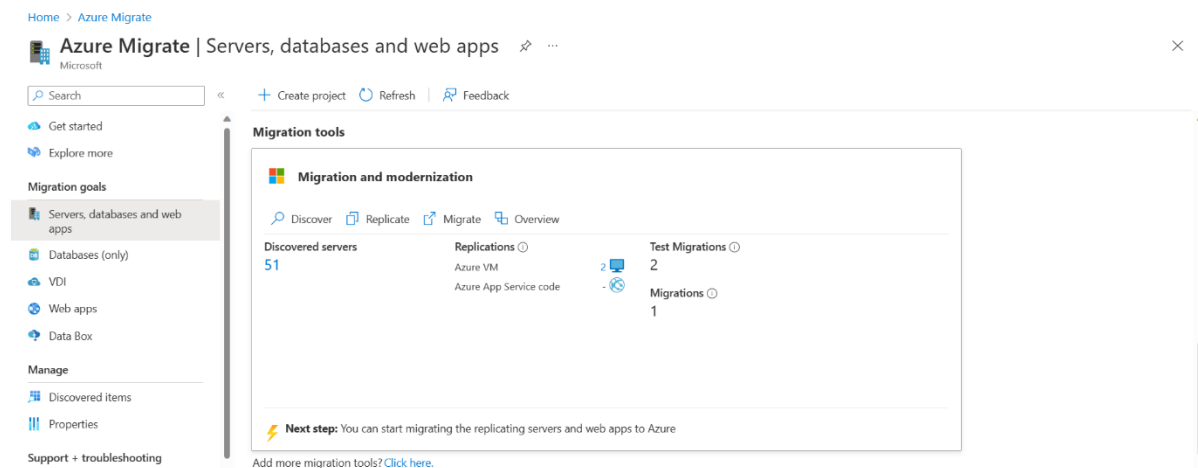 Home > Azure Migrate
Azure Migrate | Servers, databases and web apps ...
Microsoft
Search
«
Get started
Explore more
Migration goals
Servers, databases and web
apps
Databases (only)
VDI
Web apps
Data Box
Manage
Discovered items
Properties
Support + troubleshooting
Create project Refresh Feedback
Migration tools
Migration and modernization
Discover Replicate Migrate Overview
Discovered servers
51
Replications
Azure VM 2
Azure App Service code -
Test Migrations
2
Migrations
1
Next step: You can start migrating the replicating servers and web apps to Azure
Add more migration tools? Click here.